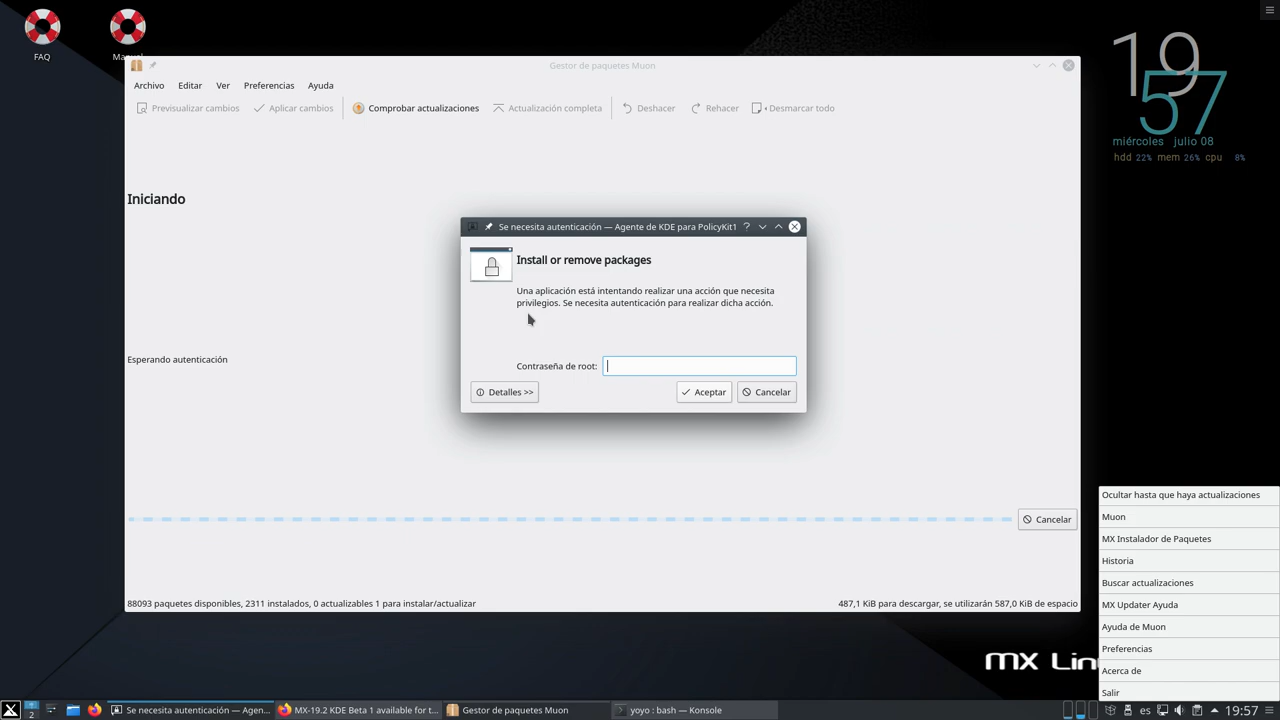 FAQ
Manual
19
57
miércoles julio 08
hdd 22% mem 26% cpu 8%
Gestor de paquetes Muon
Archivo Editar Ver Preferencias Ayuda
Previsualizar cambios Aplicar cambios Comprobar actualizaciones Actualización completa Deshacer Rehacer Desmarcar todo
Iniciando
Se necesita autenticación — Agente de KDE para PolicyKit1 ?
Install or remove packages
Una aplicación está intentando realizar una acción que necesita
privilegios. Se necesita autenticación para realizar dicha acción.
Esperando autenticación
Contraseña de root:
Detalles >> Aceptar Cancelar
Cancelar
88093 paquetes disponibles, 2311 instalados, 0 actualizables 1 para instalar/actualizar
487,1 KiB para descargar, se utilizarán 587,0 KiB de espacio
Ocultar hasta que haya actualizaciones
Muon
MX Instalador de Paquetes
Historia
Buscar actualizaciones
MX Updater Ayuda
Ayuda de Muon
Preferencias
Acerca de
Salir
MX Lin
2 Se necesita autenticación — Agen... MX-19.2 KDE Beta 1 available for t... Gestor de paquetes Muon yoyo : bash — Konsole es 19:57